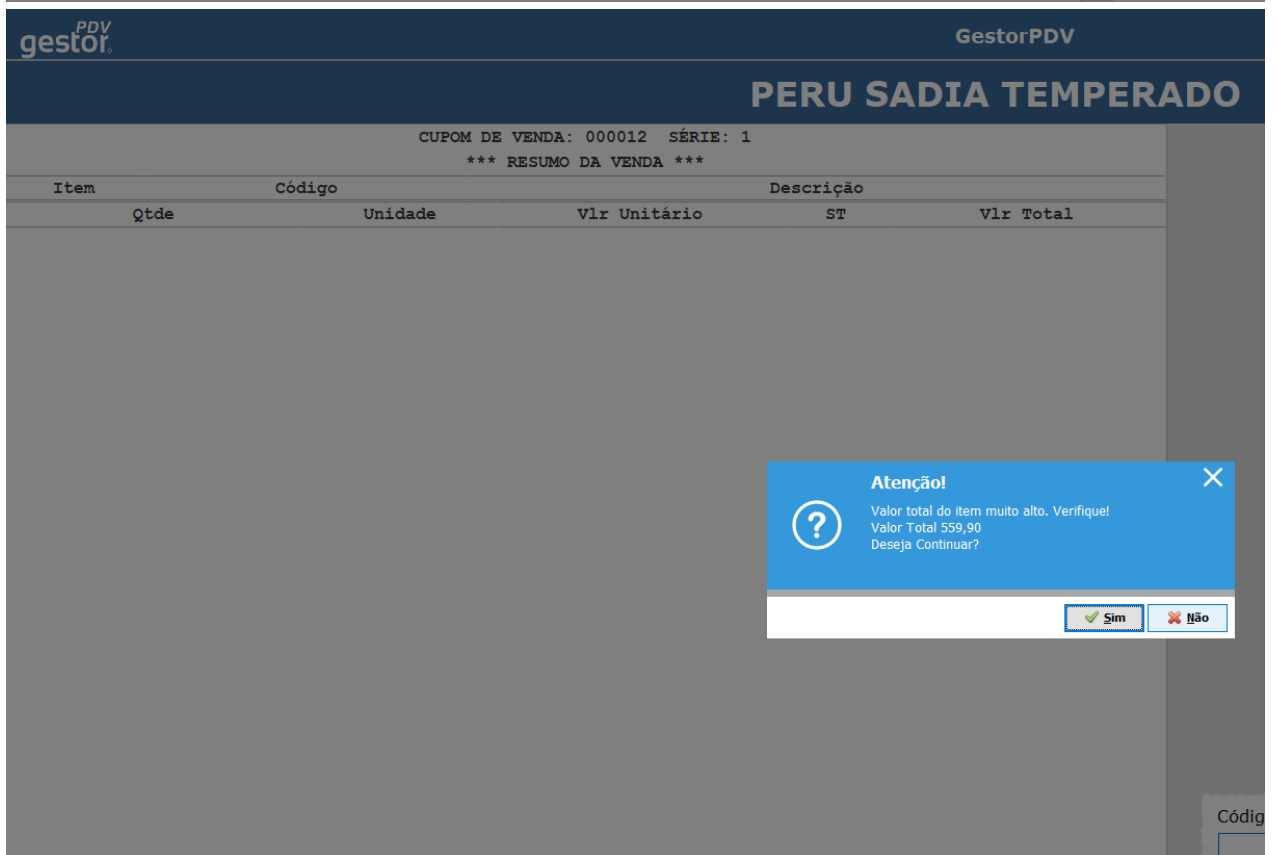 PDV
gestor
GestorPDV
PERU SADIA TEMPERADO
CUPOM DE VENDA: 000012 SÉRIE: 1
*** RESUMO DA VENDA ***
Item Código Descrição
Qtde Unidade Vlr Unitário ST Vlr Total
Atenção!
Valor total do item muito alto. Verifique!
Valor Total 559,90
Deseja Continuar?
Sim Não
Códig